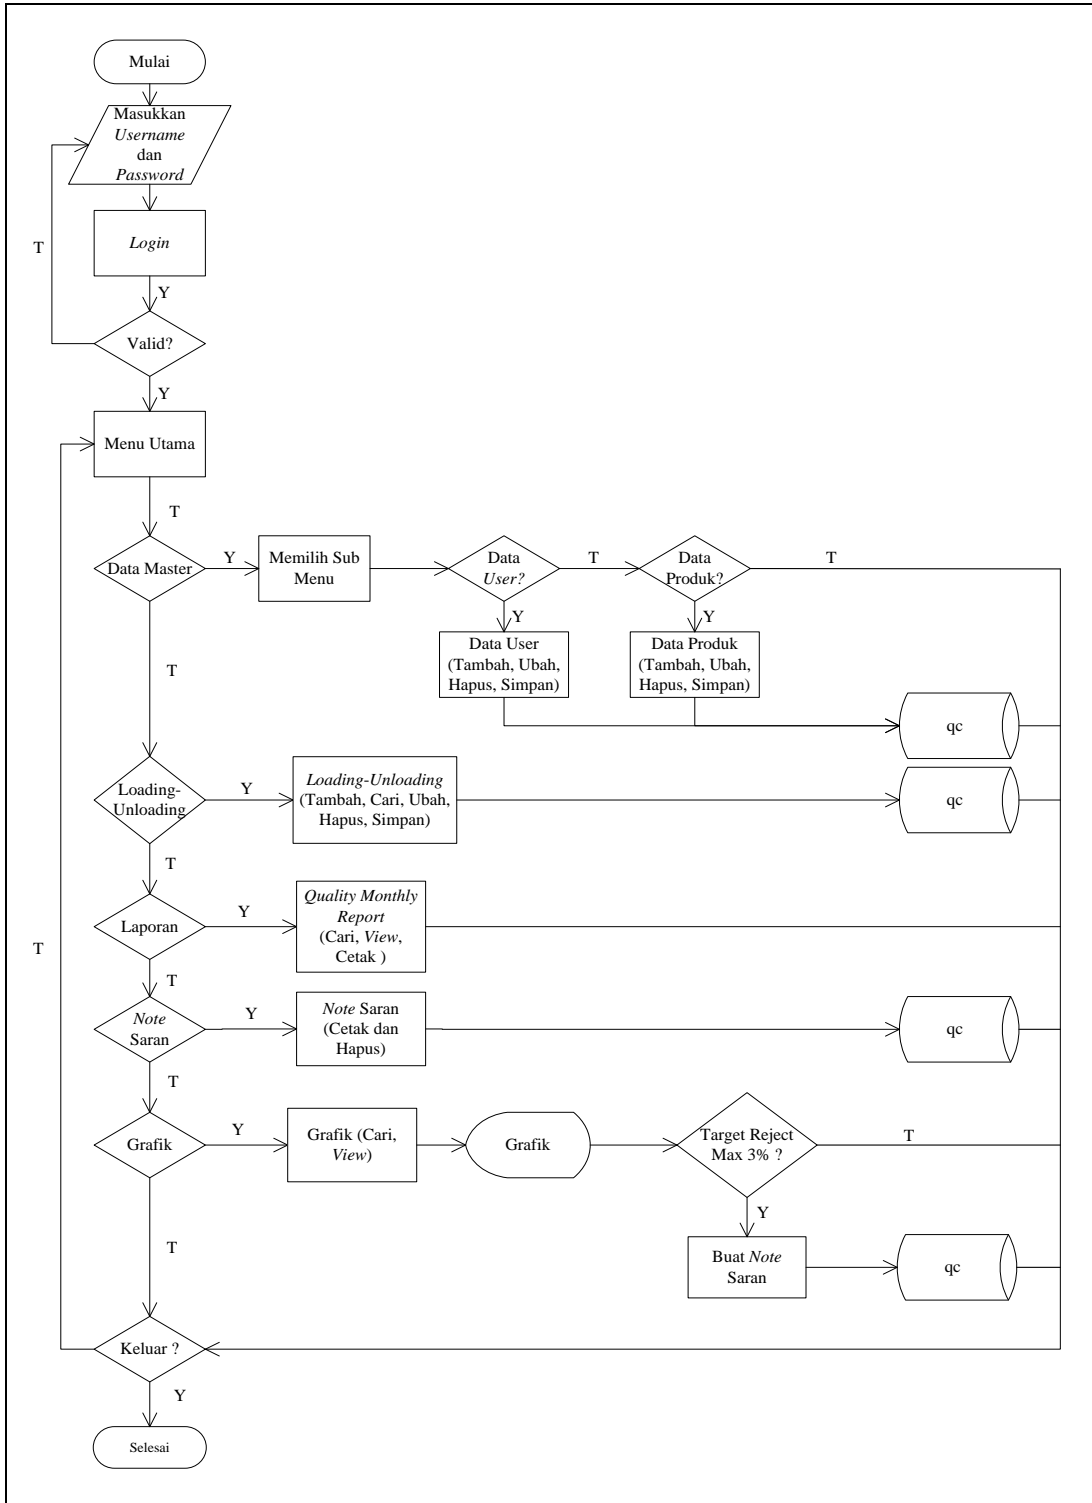 Mulai
Masukkan
Username
dan
Password
T
Login
Y
Valid?
Y
Menu Utama
T
Data Master
Y
Memilih Sub
Menu
Data
User?
T
Data
Produk?
T
Y
Y
Data User
(Tambah, Ubah,
Hapus, Simpan)
Data Produk
(Tambah, Ubah,
Hapus, Simpan)
T
qc
Loading-
Unloading
Y
Loading-Unloading
(Tambah, Cari, Ubah,
Hapus, Simpan)
qc
T
Laporan
Y
Quality Monthly
Report
(Cari, View,
Cetak )
T
T
Note
Saran
Y
Note Saran
(Cetak dan
Hapus)
qc
T
Grafik
Y
Grafik (Cari,
View)
Grafik
Target Reject
Max 3% ?
T
Y
T
Buat Note
Saran
qc
Keluar ?
Y
Selesai